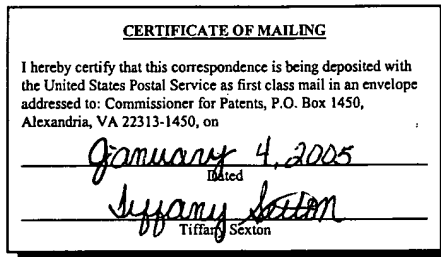 CERTIFICATE OF MAILING
I hereby certify that this correspondence is being deposited with
the United States Postal Service as first class mail in an envelope
addressed to: Commissioner for Patents, P.O. Box 1450,
Alexandria, VA 22313-1450, on
January 4, 2005
Dated
Tiffany Sexton
Tiffany Sexton